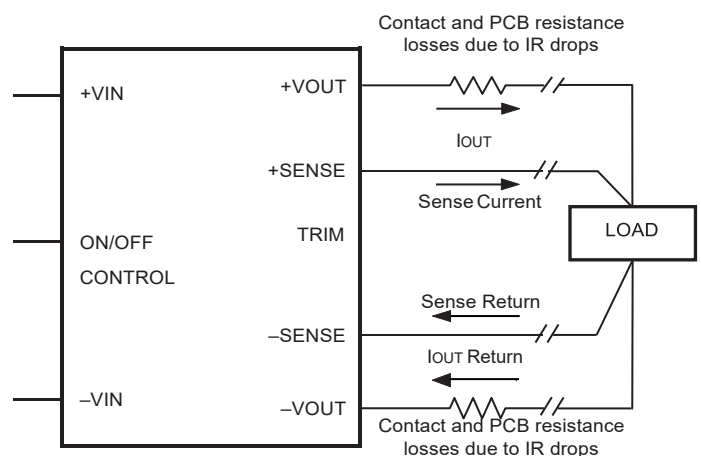 Contact and PCB resistance
losses due to IR drops
+VIN
+VOUT
IOUT
+SENSE
Sense Current
ON/OFF
CONTROL
TRIM
LOAD
Sense Return
–SENSE
IOUT Return
–VIN
–VOUT
Contact and PCB resistance
losses due to IR drops